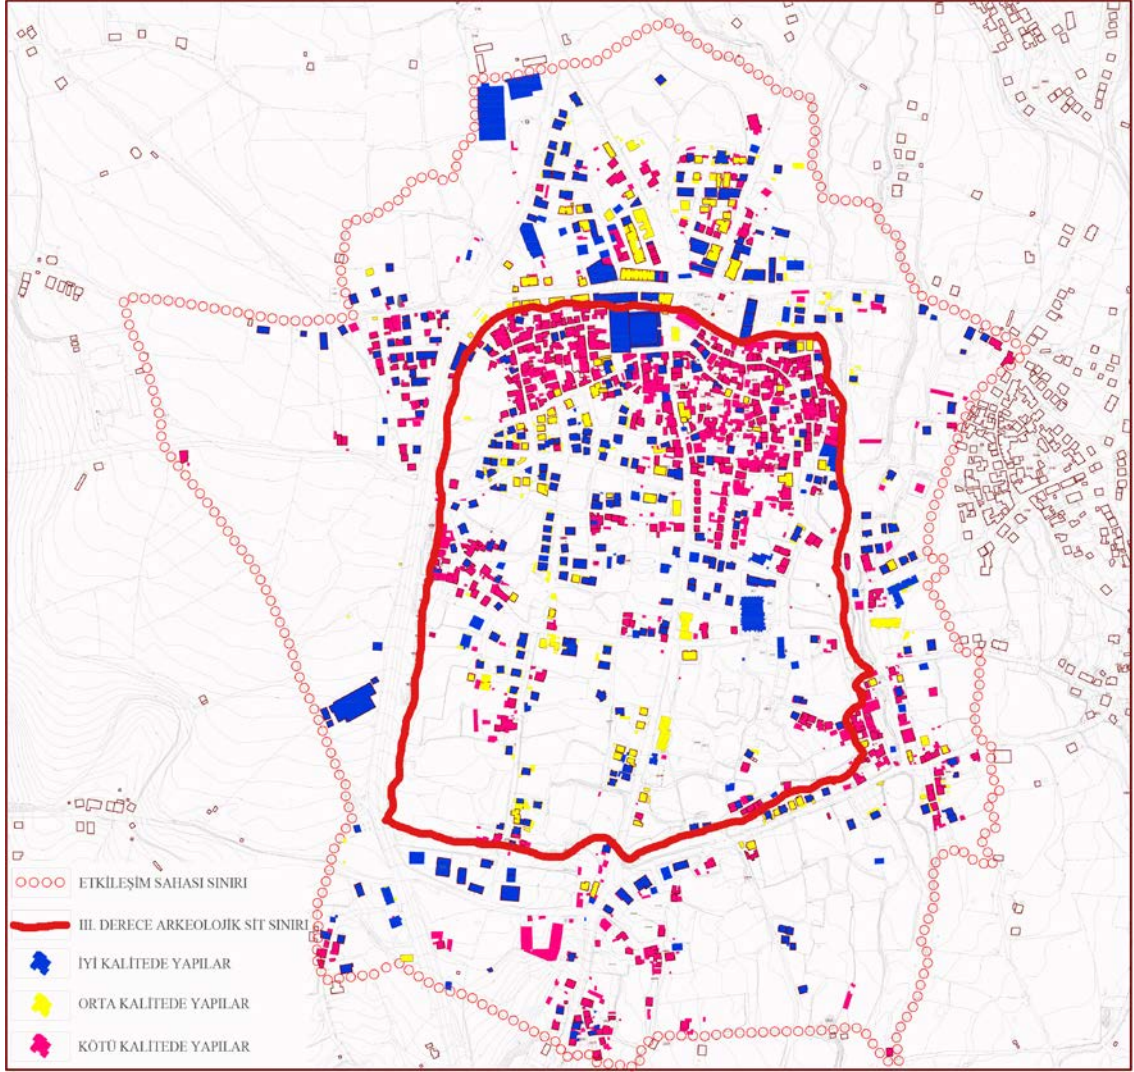 ETKİLEŞİM SAHASI SINIRI
III. DERECE ARKEOLOJİK SİT SINIRI
İYİ KALİTEDE YAPILAR
ORTA KALİTEDE YAPILAR
KÖTÜ KALİTEDE YAPILAR